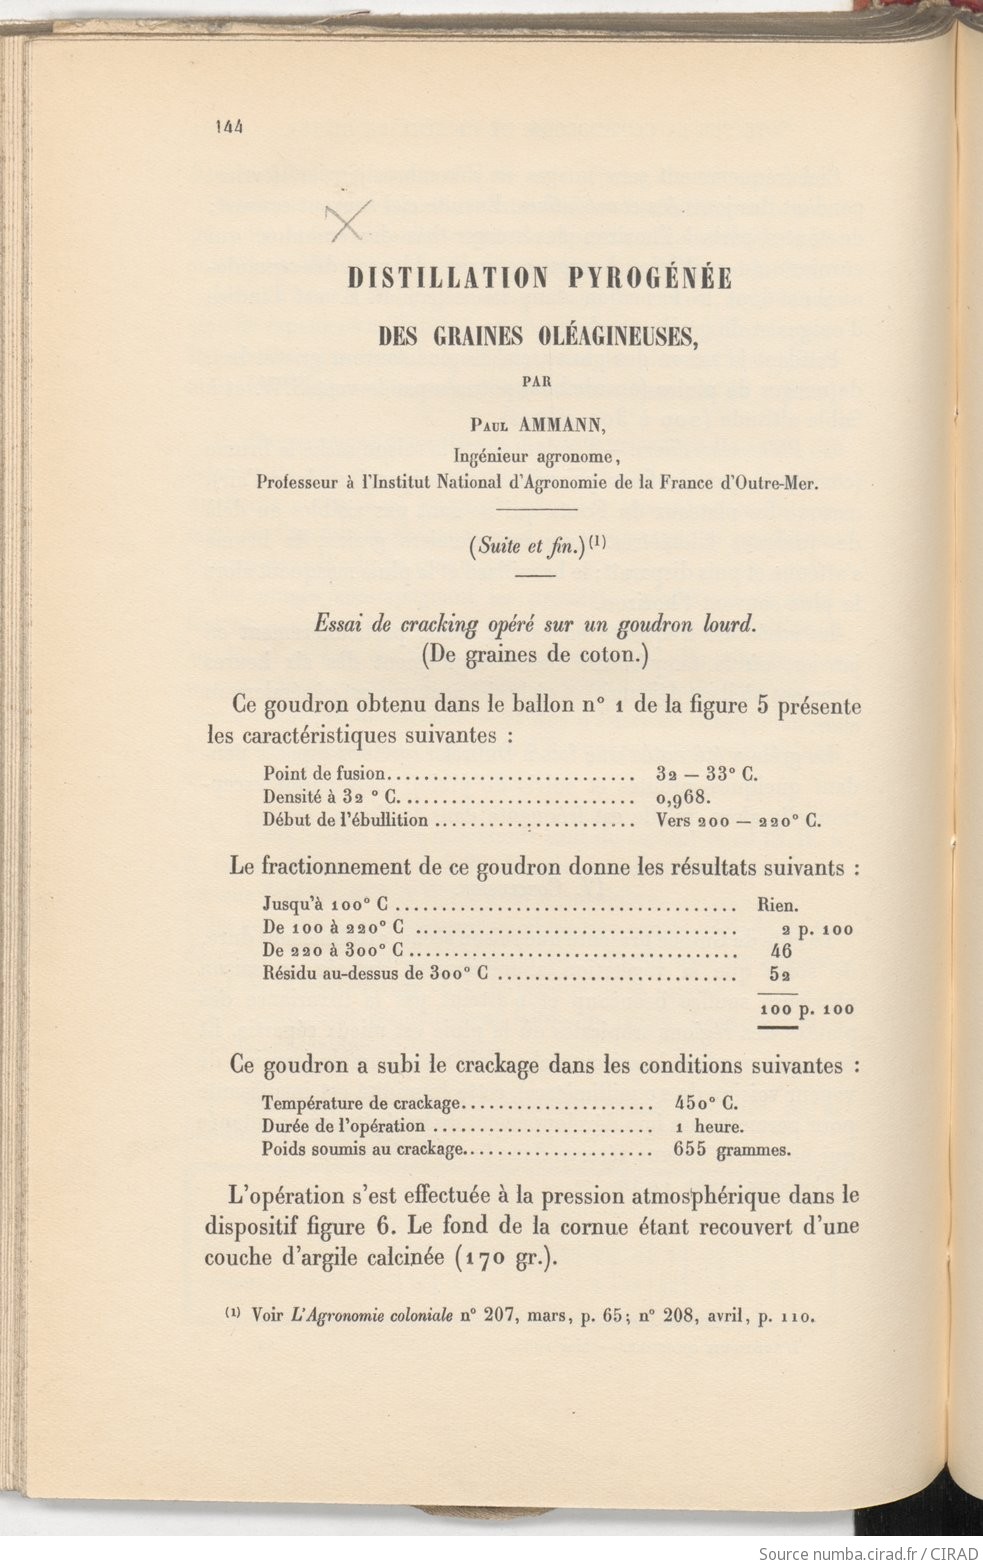 144
DISTILLATION PYROGÉNÉE
DES GRAINES OLÉAGINEUSES,
PAR
PAUL AMMANN,
Ingénieur agronome,
Professeur à l'Institut National d'Agronomie de la France d'Outre-Mer.
(Suite et fin.)(1)
Essai de cracking opéré sur un goudron lourd.
(De graines de coton.)
Ce goudron obtenu dans le ballon n° 1 de la figure 5 présente
les caractéristiques suivantes :
Point de fusion........................... 32 — 33° C.
Densité à 32 ° C. ......................... 0,968.
Début de l'ébullition ...................... Vers 200 — 220° C.
Le fractionnement de ce goudron donne les résultats suivants :
Jusqu'à 100° C ..................................... Rien.
De 100 à 220° C ................................... 2 p. 100
De 220 à 300° C.................................... 46
Résidu au-dessus de 300° C .......................... 52
100 p. 100
Ce goudron a subi le crackage dans les conditions suivantes :
Température de crackage..................... 450° C.
Durée de l'opération ........................ 1 heure.
Poids soumis au crackage..................... 655 grammes.
L'opération s'est effectuée à la pression atmosphérique dans le
dispositif figure 6. Le fond de la cornue étant recouvert d'une
couche d'argile calcinée (170 gr.).
(1) Voir L'Agronomie coloniale n° 207, mars, p. 65; n° 208, avril, p. 110.
Source numba.cirad.fr / CIRAD